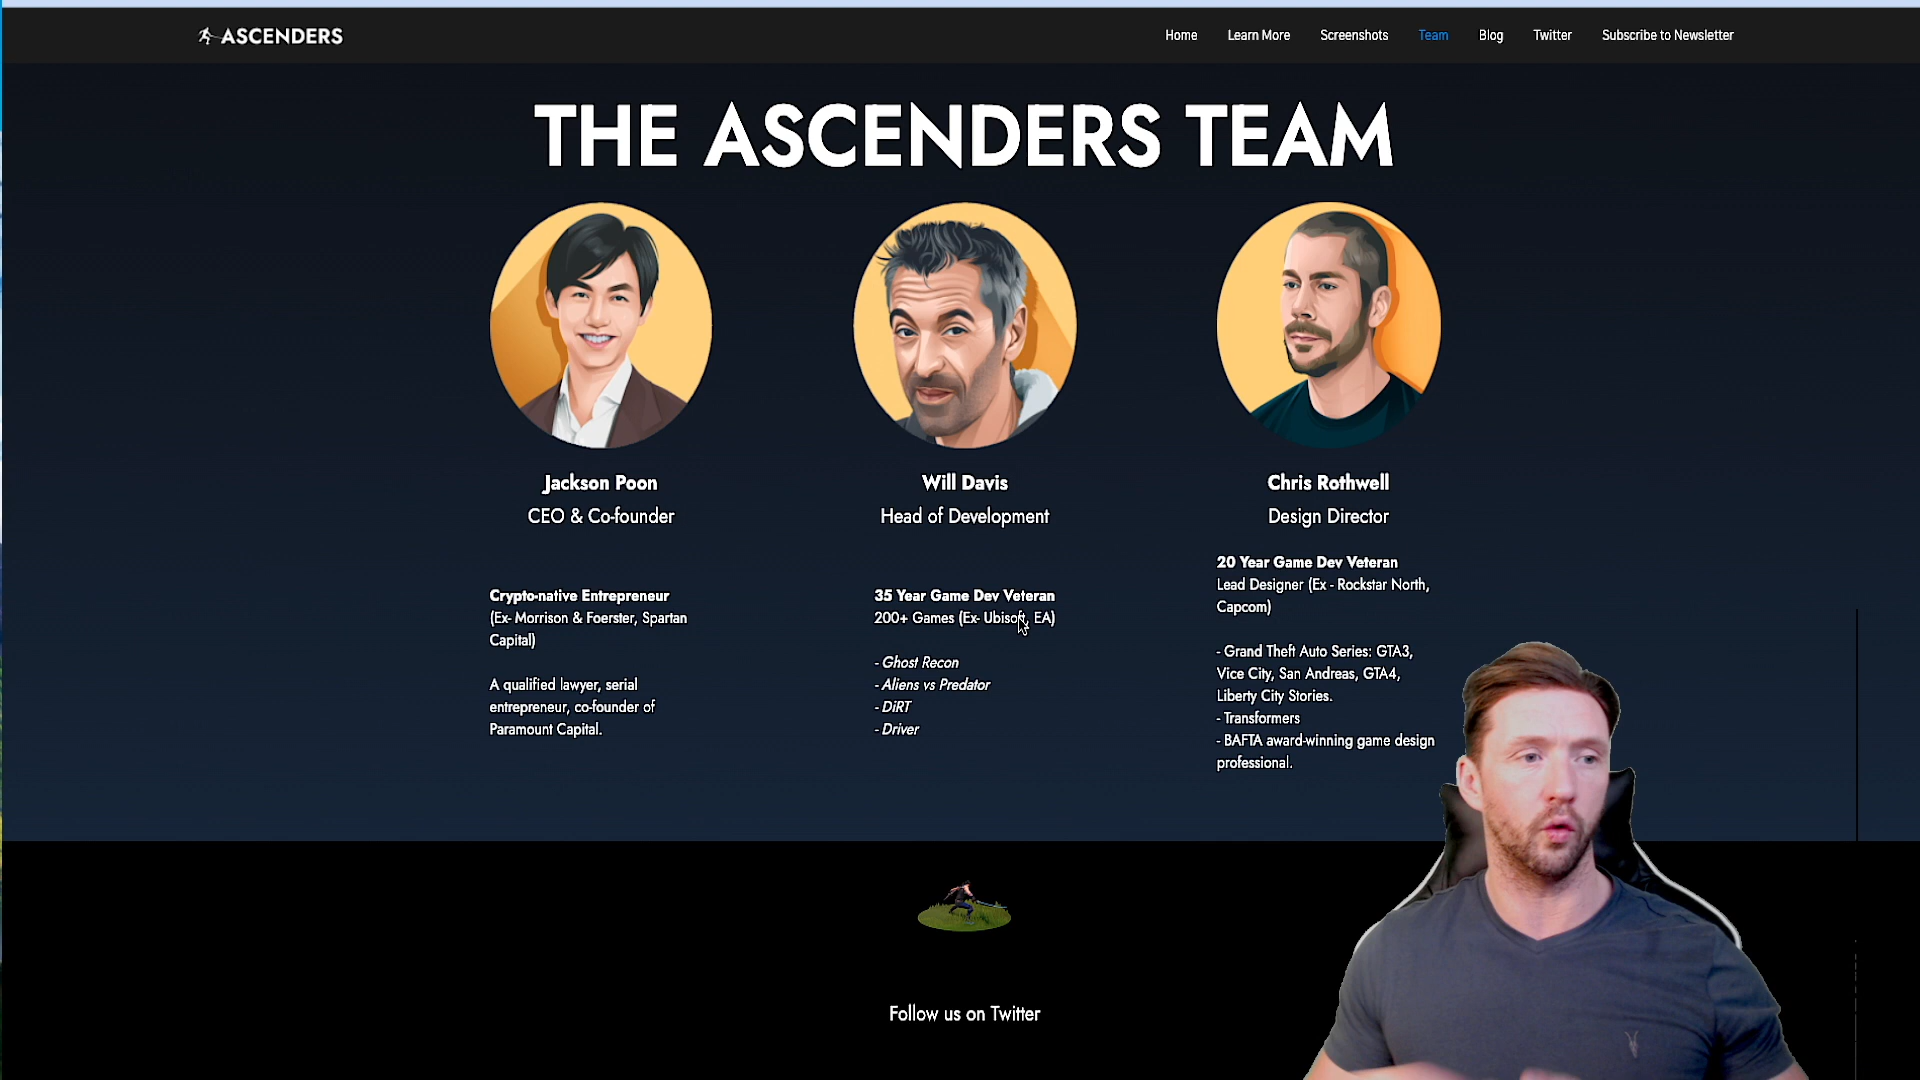 ASCENDERS
Home Learn More Screenshots Team Blog Twitter Subscribe to Newsletter
THE ASCENDERS TEAM
Jackson Poon
CEO & Co-founder
Crypto-native Entrepreneur
(Ex- Morrison & Foerster, Spartan
Capital)
A qualified lawyer, serial
entrepreneur, co-founder of
Paramount Capital.
Will Davis
Head of Development
35 Year Game Dev Veteran
200+ Games (Ex- Ubisoft, EA)
- Ghost Recon
- Aliens vs Predator
- DiRT
- Driver
Chris Rothwell
Design Director
20 Year Game Dev Veteran
Lead Designer (Ex - Rockstar North,
Capcom)
- Grand Theft Auto Series: GTA3,
Vice City, San Andreas, GTA4,
Liberty City Stories.
- Transformers
- BAFTA award-winning game design
professional.
Follow us on Twitter